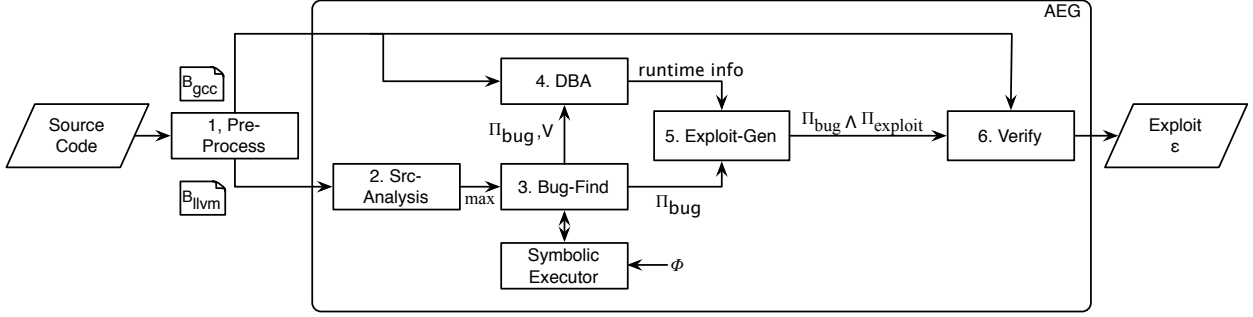 AEG
B_gcc
4. DBA
runtime info
Source
Code
1, Pre-
Process
Π_bug, V
5. Exploit-Gen
Π_bug ∧ Π_exploit
6. Verify
Exploit
ε
B_llvm
2. Src-
Analysis
max
3. Bug-Find
Π_bug
Symbolic
Executor
Φ